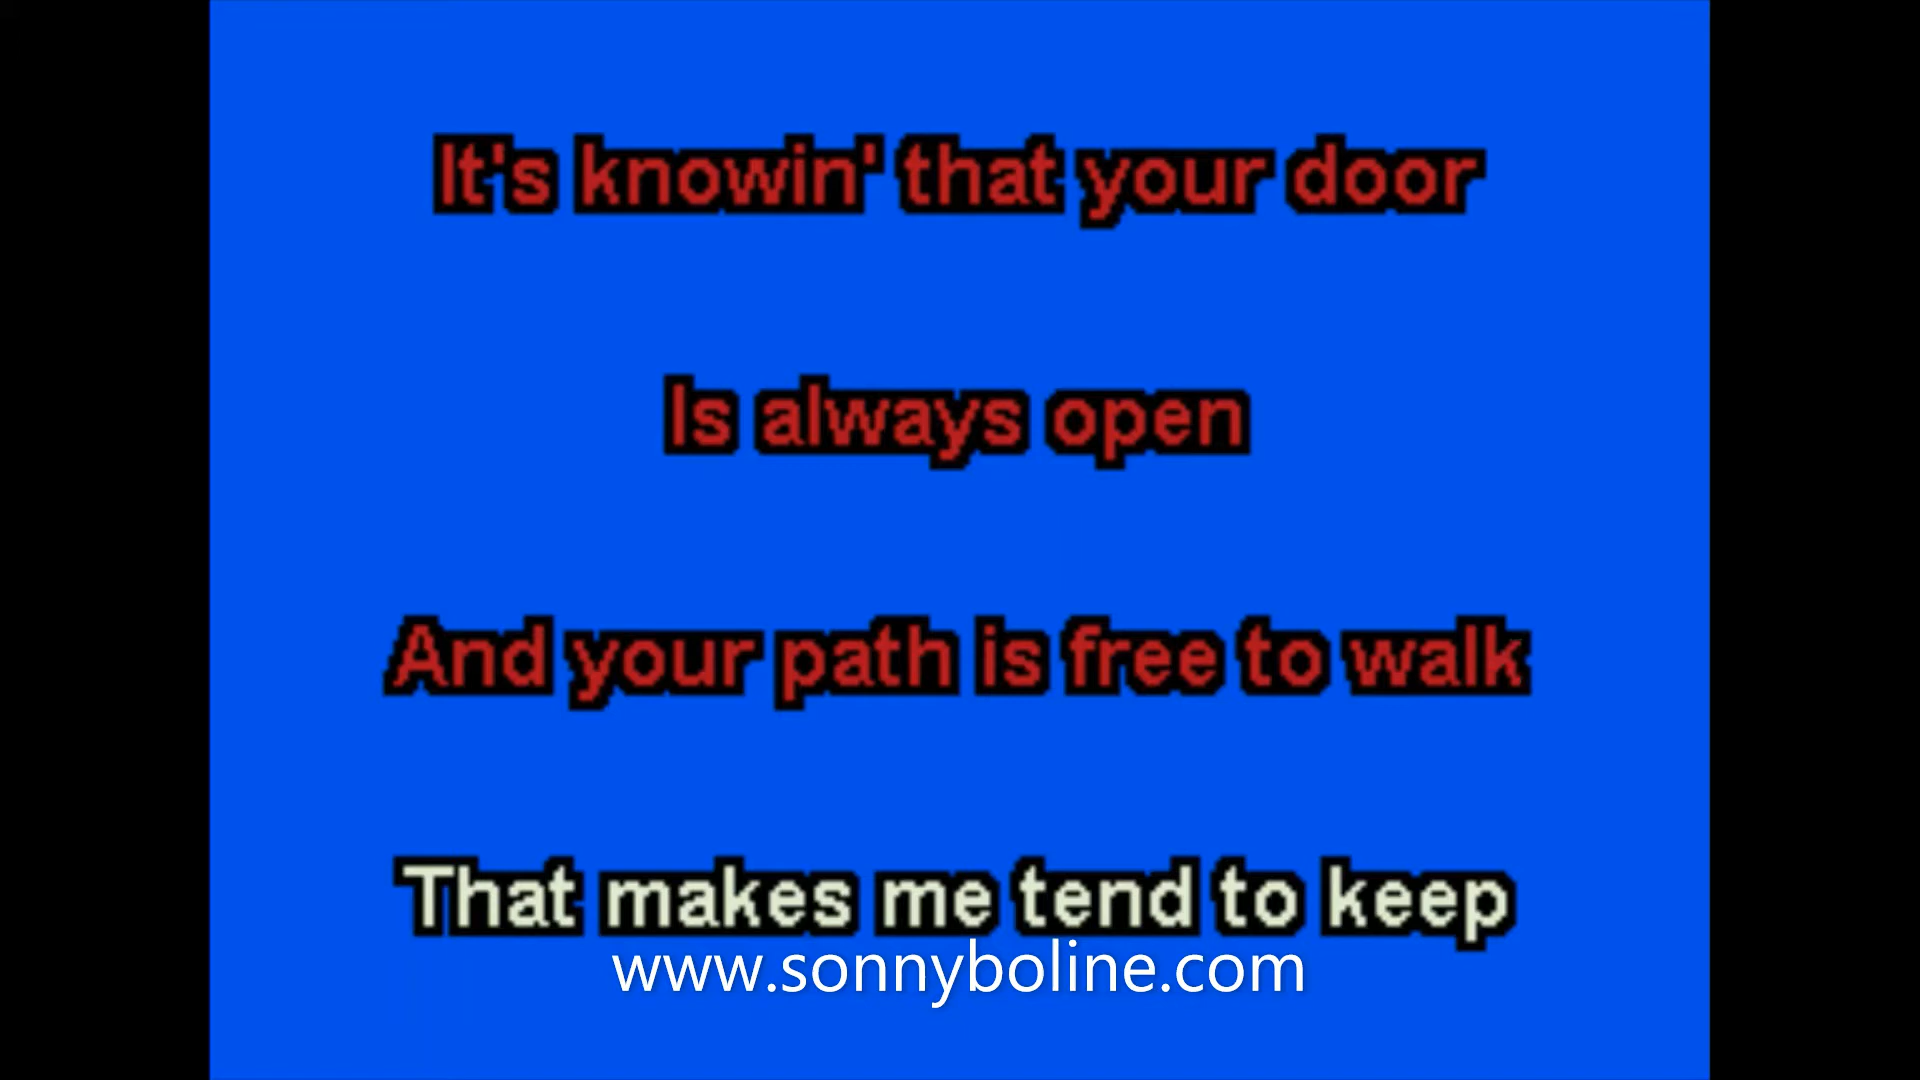 It's knowin' that your door
Is always open
And your path is free to walk
That makes me tend to keep
www.sonnyboline.com